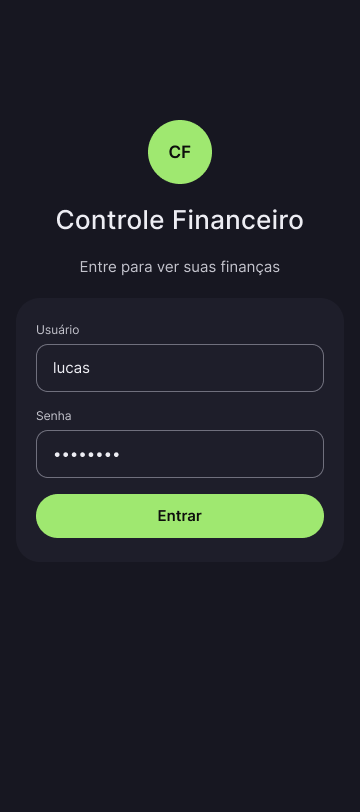 CF
Controle Financeiro
Entre para ver suas finanças
Usuário
lucas
Senha
••••••••
Entrar